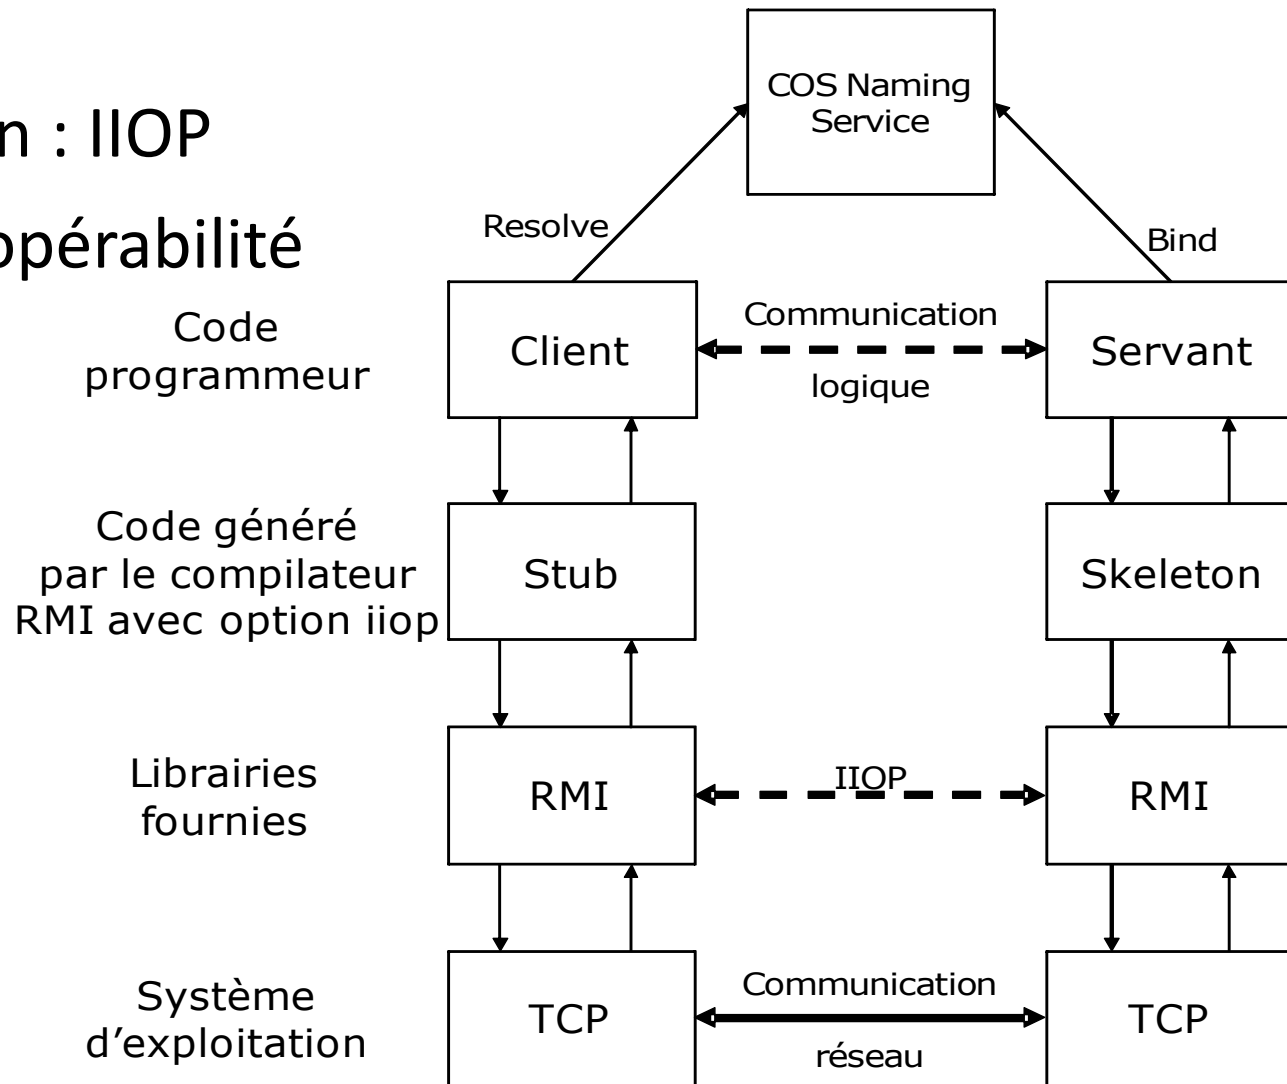 COS Naming
Service
n : IIOP
opérabilité
Resolve
Bind
Code
programmeur
Client
Communication
logique
Servant
Code généré
par le compilateur
RMI avec option iiop
Stub
Skeleton
Librairies
fournies
RMI
IIOP
RMI
Système
d’exploitation
TCP
Communication
réseau
TCP